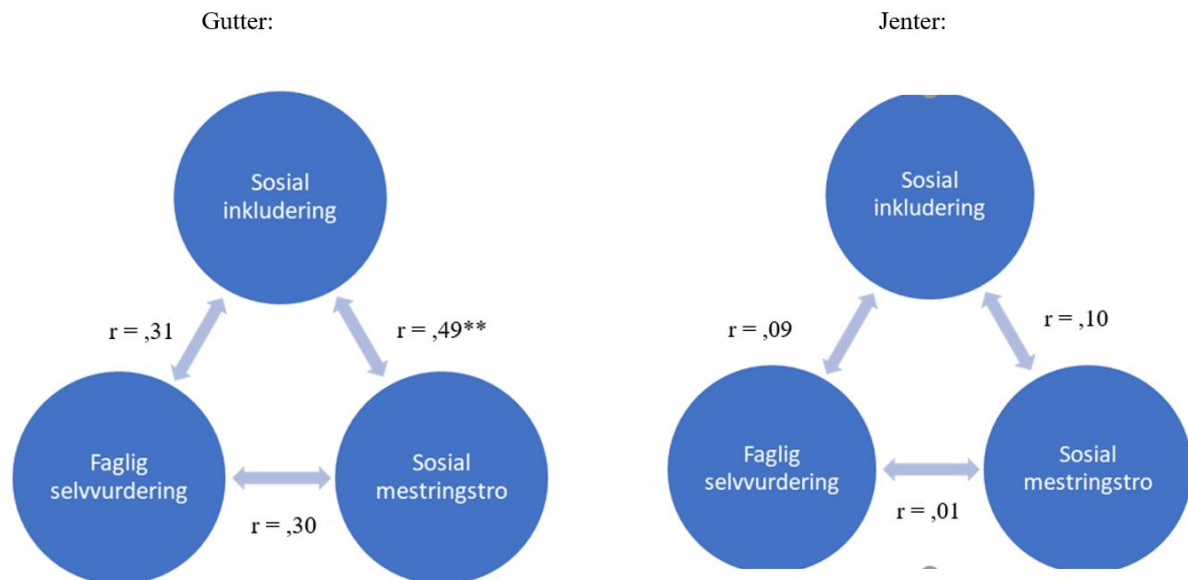 Gutter:
Sosial
inkludering
r = ,31
r = ,49**
Faglig
selvvurdering
Sosial
mestringstro
r = ,30
Jenter:
Sosial
inkludering
r = ,09
r = ,10
Faglig
selvvurdering
Sosial
mestringstro
r = ,01